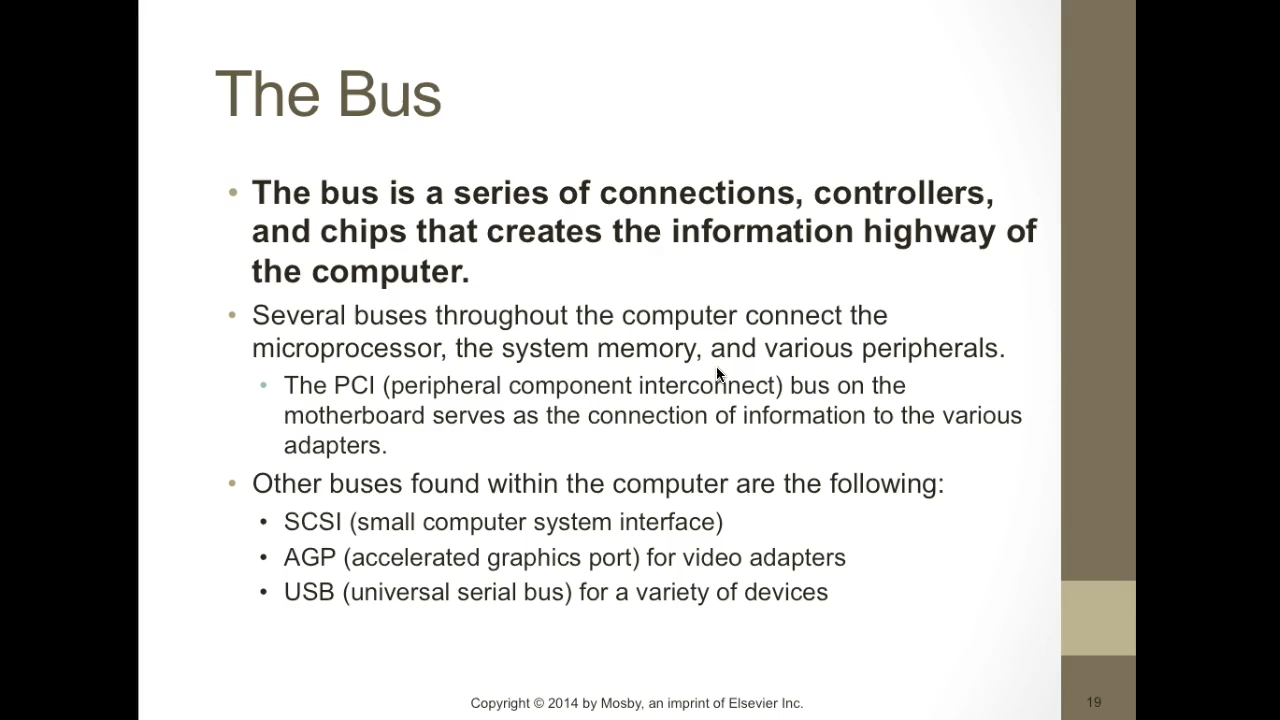 The Bus
• The bus is a series of connections, controllers,
and chips that creates the information highway of
the computer.
• Several buses throughout the computer connect the
microprocessor, the system memory, and various peripherals.
• The PCI (peripheral component interconnect) bus on the
motherboard serves as the connection of information to the various
adapters.
• Other buses found within the computer are the following:
• SCSI (small computer system interface)
• AGP (accelerated graphics port) for video adapters
• USB (universal serial bus) for a variety of devices
Copyright © 2014 by Mosby, an imprint of Elsevier Inc.
19